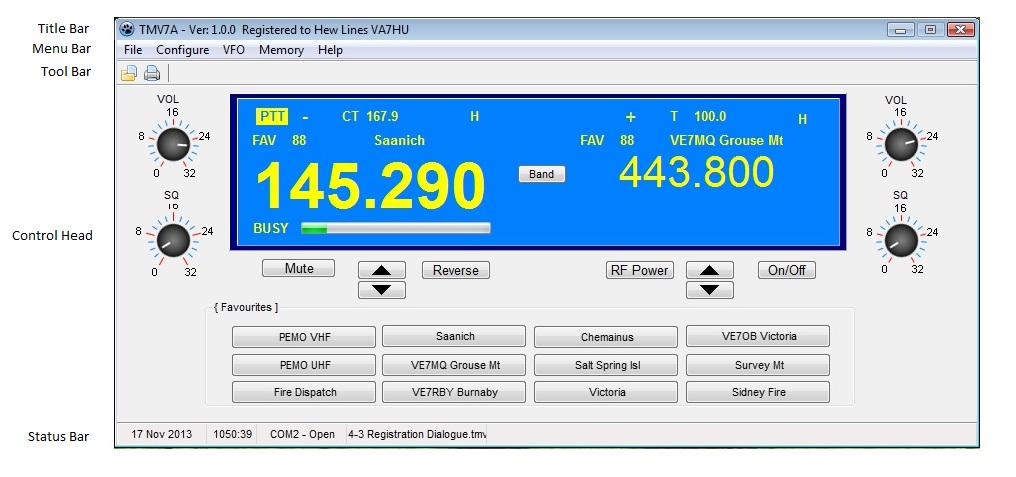 Title Bar
TMV7A - Ver: 1.0.0 Registered to Hew Lines VA7HU
Menu Bar
File Configure VFO Memory Help
Tool Bar
VOL
16
8 24
0 32
SQ
16
8 24
0 32
PTT - CT 167.9 H + T 100.0 H
FAV 88 Saanich FAV 88 VE7MQ Grouse Mt
145.290 Band 443.800
BUSY
VOL
16
8 24
0 32
SQ
16
8 24
0 32
Control Head
Mute Reverse RF Power On/Off
{ Favourites ]
PEMO VHF Saanich Chemainus VE7OB Victoria
PEMO UHF VE7MQ Grouse Mt Salt Spring Isl Survey Mt
Fire Dispatch VE7RBY Burnaby Victoria Sidney Fire
Status Bar
17 Nov 2013 1050:39 COM2 - Open 4-3 Registration Dialogue.tmv